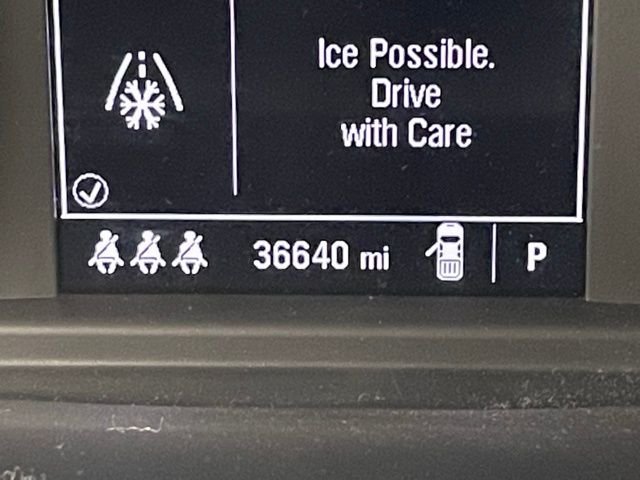 Ice Possible.
Drive
with Care
36640 mi
P